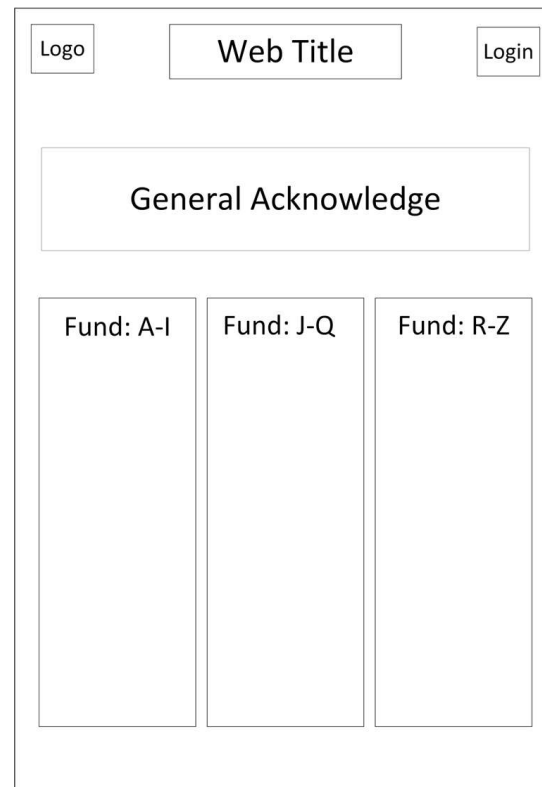 Logo
Web Title
Login
General Acknowledge
Fund: A-I
Fund: J-Q
Fund: R-Z